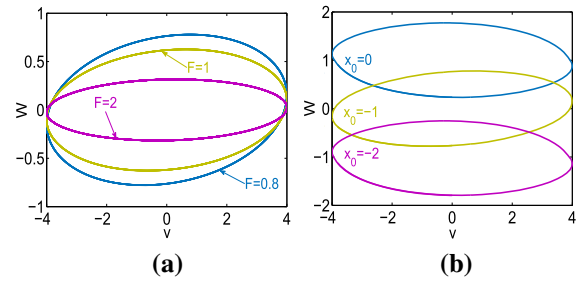 1
0.5
0
−0.5
−1
W
F=1
F=2
F=0.8
−4 −2 0 2 4
v
(a)
2
1
0
−1
−2
W
x₀=0
x₀=−1
x₀=−2
−4 −2 0 2 4
v
(b)